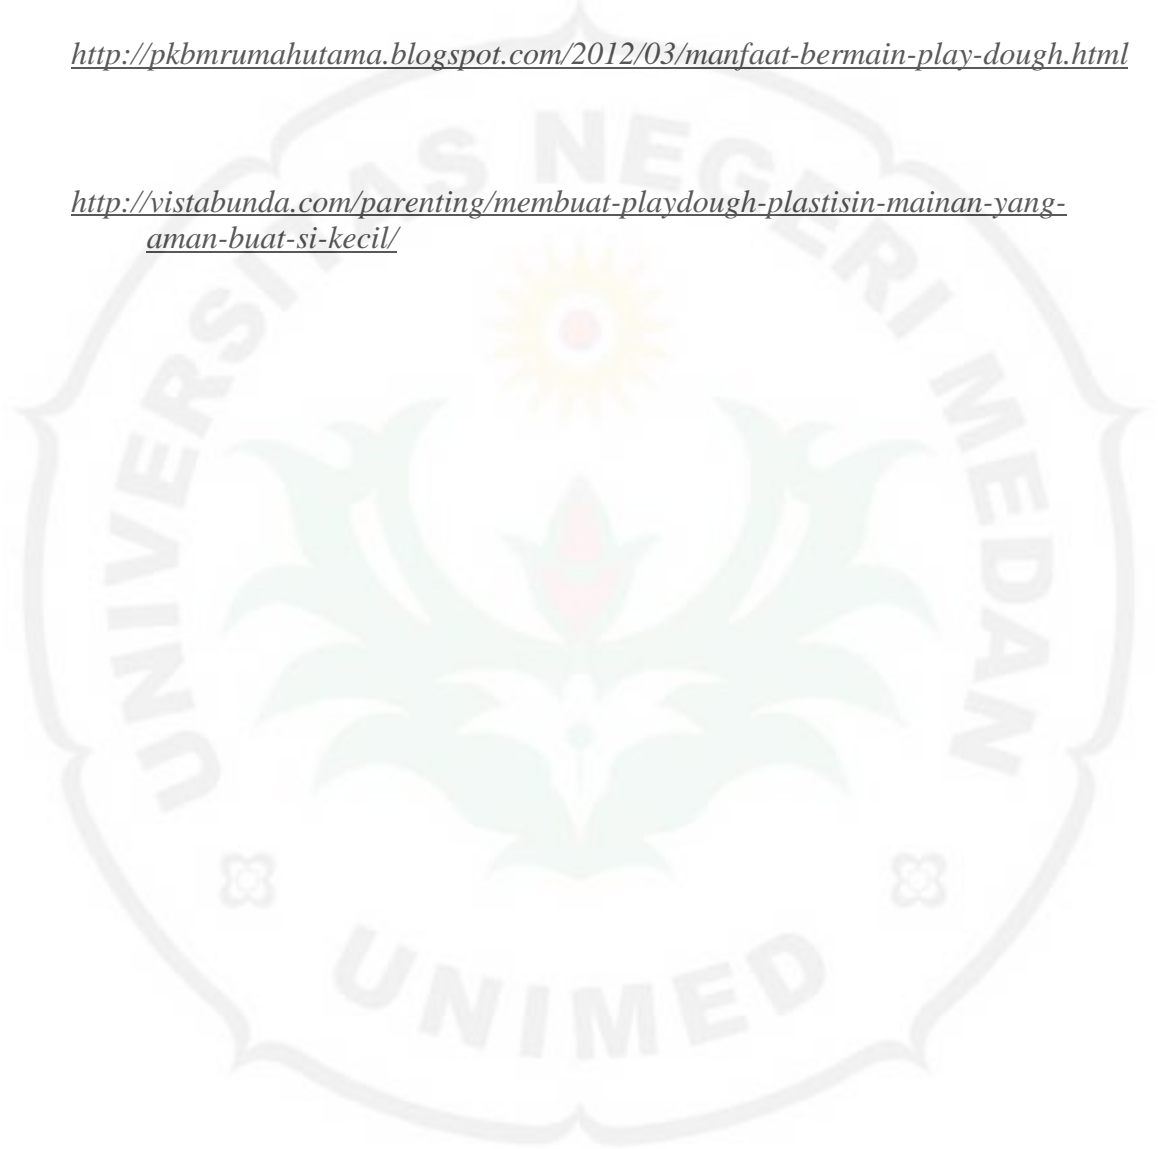 http://pkbmrumahutama.blogspot.com/2012/03/manfaat-bermain-play-dough.html
http://vistabunda.com/parenting/membuat-playdough-plastisin-mainan-yang-
aman-buat-si-kecil/
UNIVERSITAS NEGERI MEDAN
UNIMED